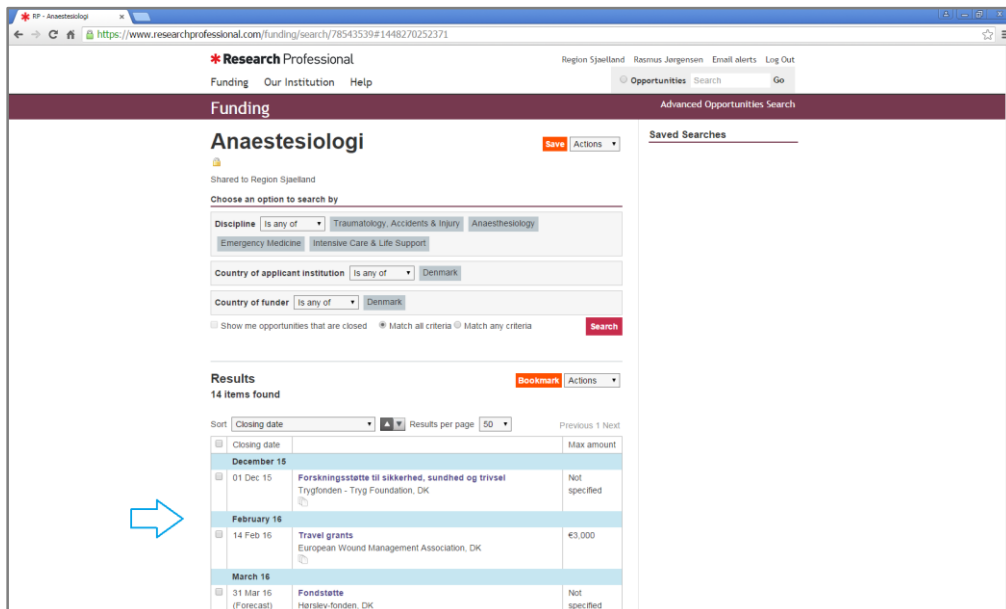 RP - Anaestesiologi
https://www.researchprofessional.com/funding/search/78543539#1448270252371
Research Professional
Region Sjaelland Rasmus Jørgensen Email alerts Log Out
Funding Our Institution Help
Opportunities Search Go
Funding
Advanced Opportunities Search
Anaestesiologi
Save Actions
Saved Searches
Shared to Region Sjaelland
Choose an option to search by
Discipline Is any of Traumatology, Accidents & Injury Anaesthesiology
Emergency Medicine Intensive Care & Life Support
Country of applicant institution Is any of Denmark
Country of funder Is any of Denmark
Show me opportunities that are closed Match all criteria Match any criteria Search
Results
Bookmark Actions
14 items found
Sort Closing date Results per page 50 Previous 1 Next
Closing date Max amount
December 15
01 Dec 15 Forskningsstøtte til sikkerhed, sundhed og trivsel Not
Trygfonden - Tryg Foundation, DK specified
February 16
14 Feb 16 Travel grants €3,000
European Wound Management Association, DK
March 16
31 Mar 16 Fondstøtte Not
(Forecast) Hørslev-fonden, DK specified